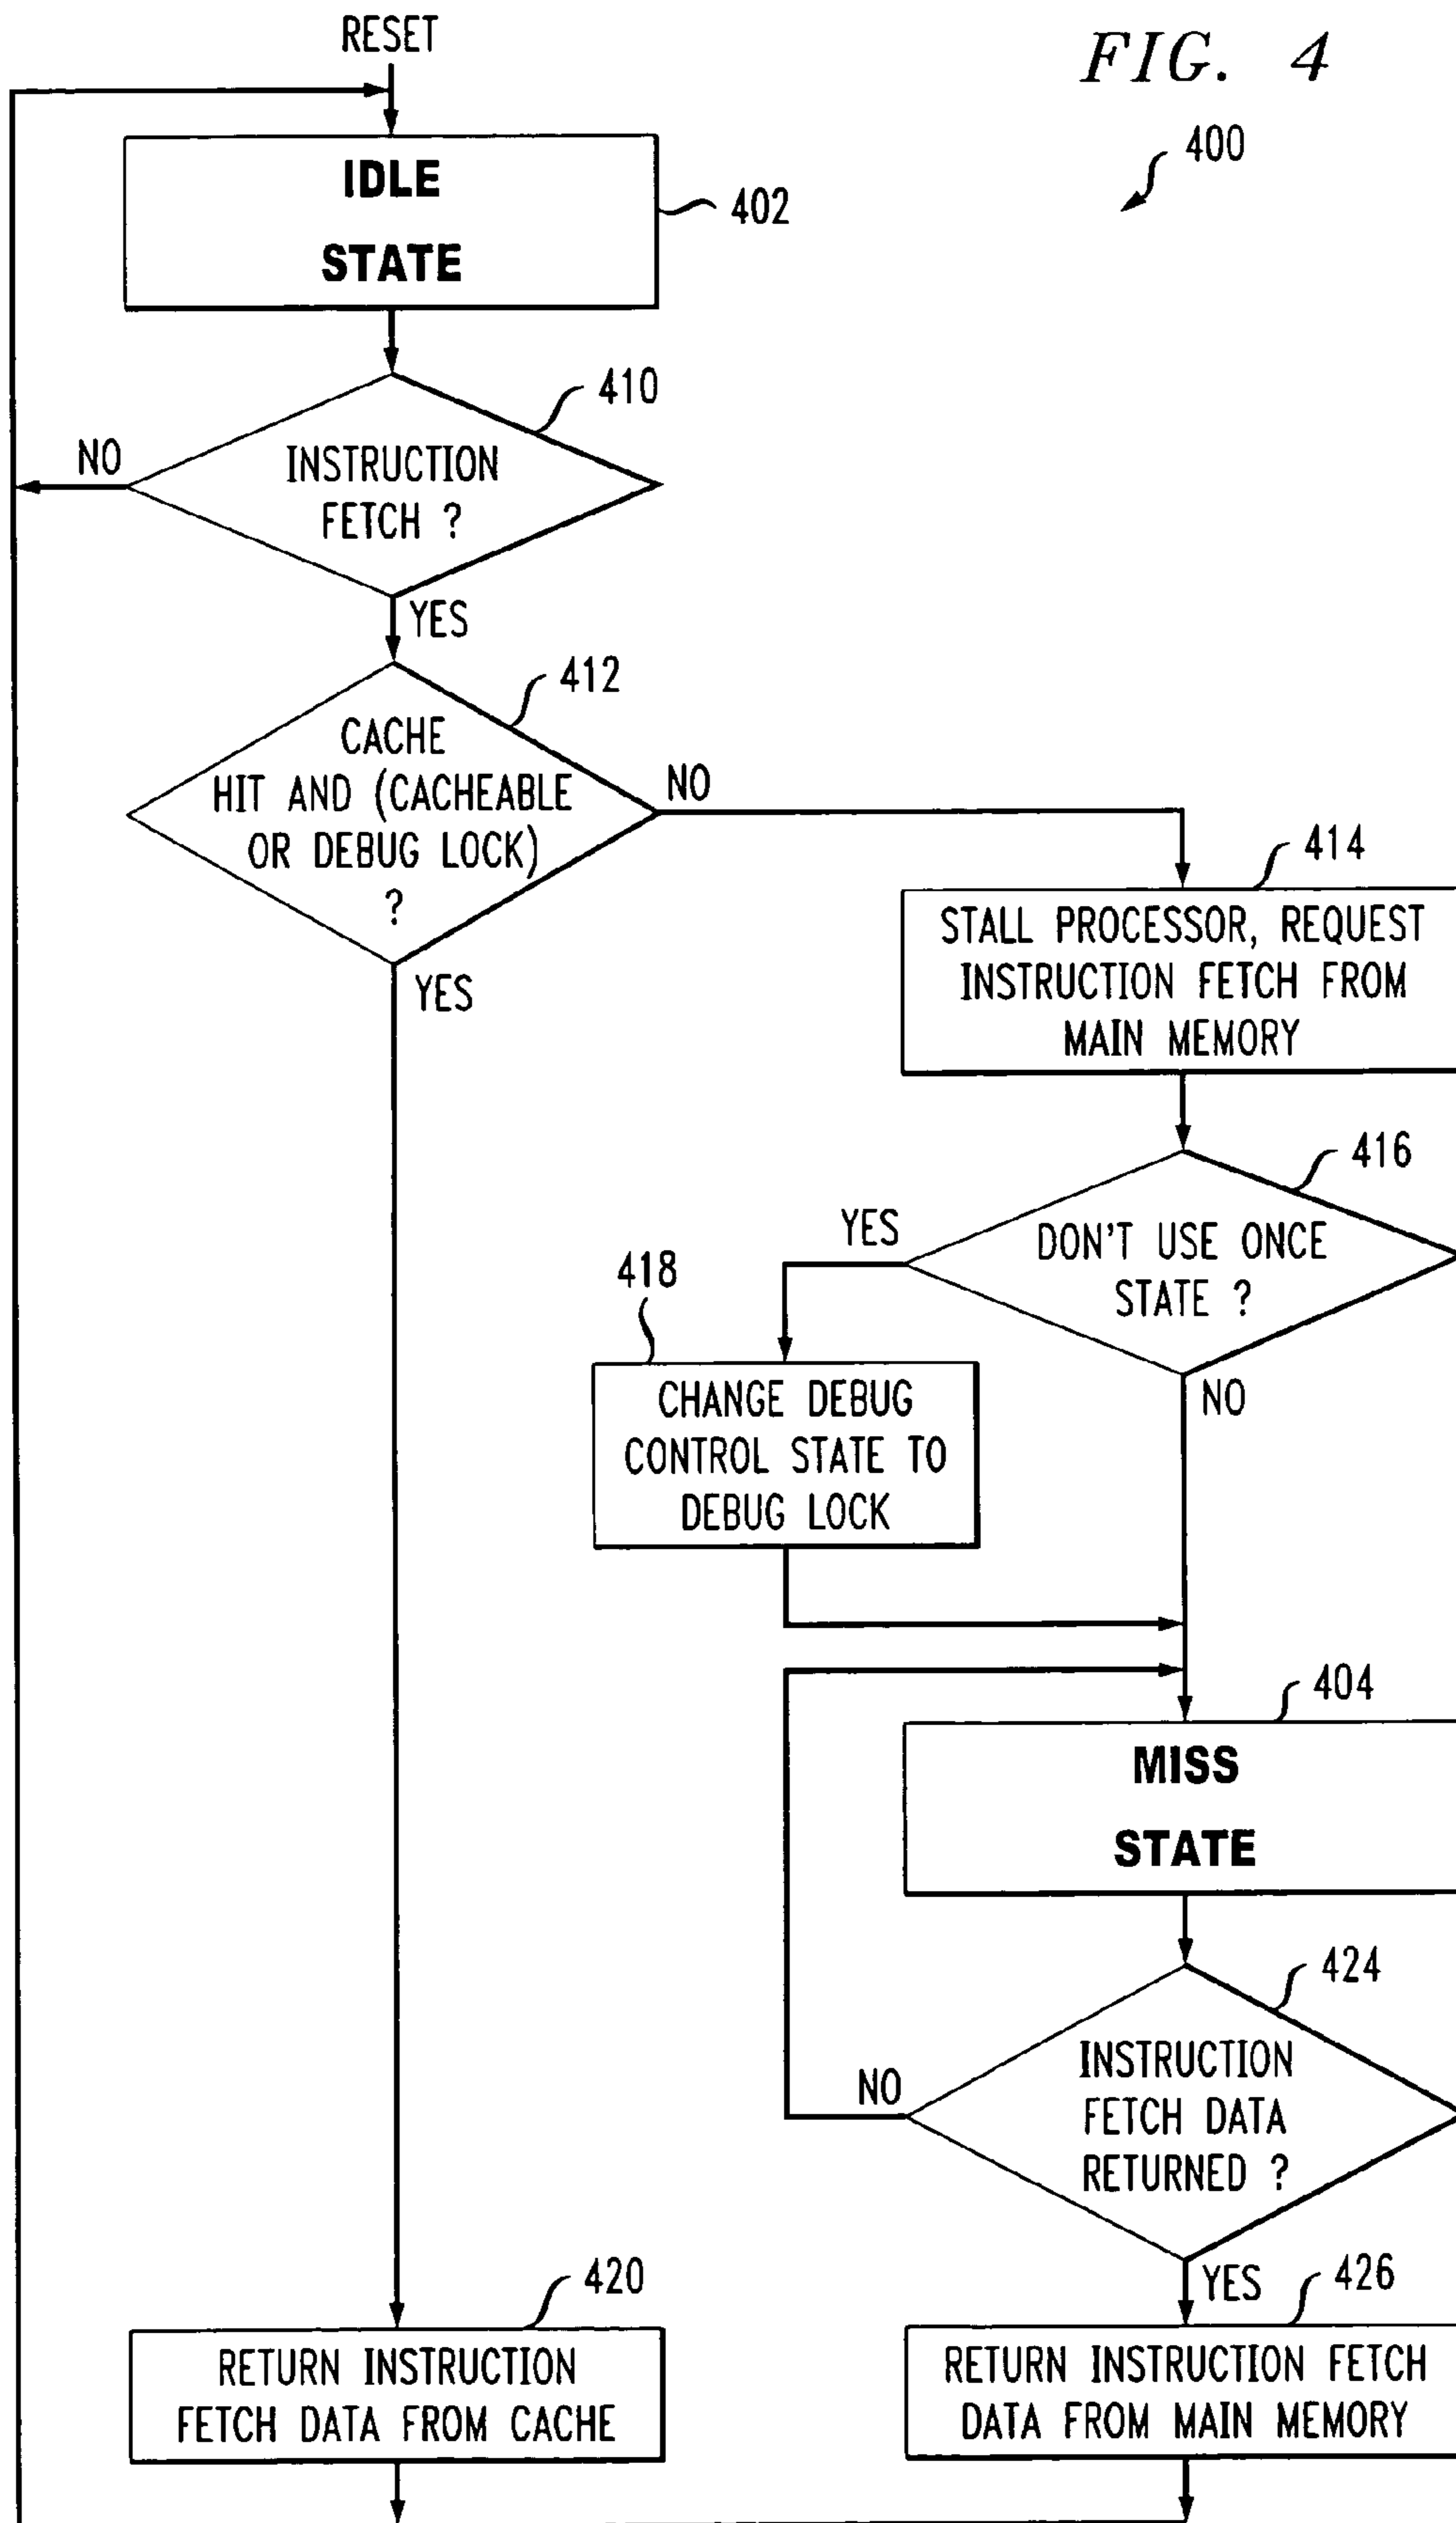 RESET
FIG. 4
400
IDLE
STATE
402
410
INSTRUCTION
FETCH ?
NO
YES
412
CACHE
HIT AND (CACHEABLE
OR DEBUG LOCK)
?
NO
YES
414
STALL PROCESSOR, REQUEST
INSTRUCTION FETCH FROM
MAIN MEMORY
416
DON'T USE ONCE
STATE ?
YES
NO
418
CHANGE DEBUG
CONTROL STATE TO
DEBUG LOCK
404
MISS
STATE
424
INSTRUCTION
FETCH DATA
RETURNED ?
NO
YES
420
RETURN INSTRUCTION
FETCH DATA FROM CACHE
426
RETURN INSTRUCTION FETCH
DATA FROM MAIN MEMORY